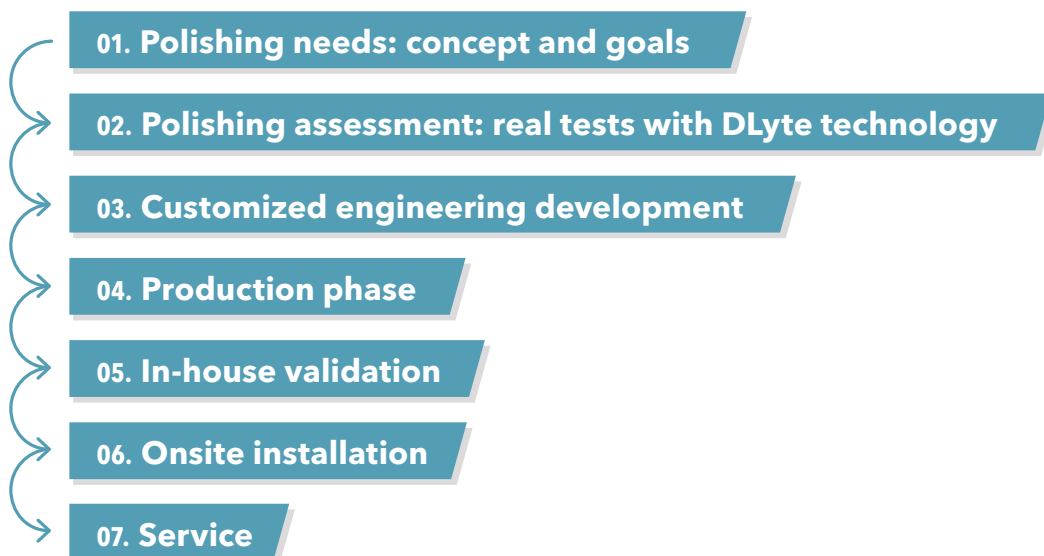 01. Polishing needs: concept and goals
02. Polishing assessment: real tests with DLyte technology
03. Customized engineering development
04. Production phase
05. In-house validation
06. Onsite installation
07. Service